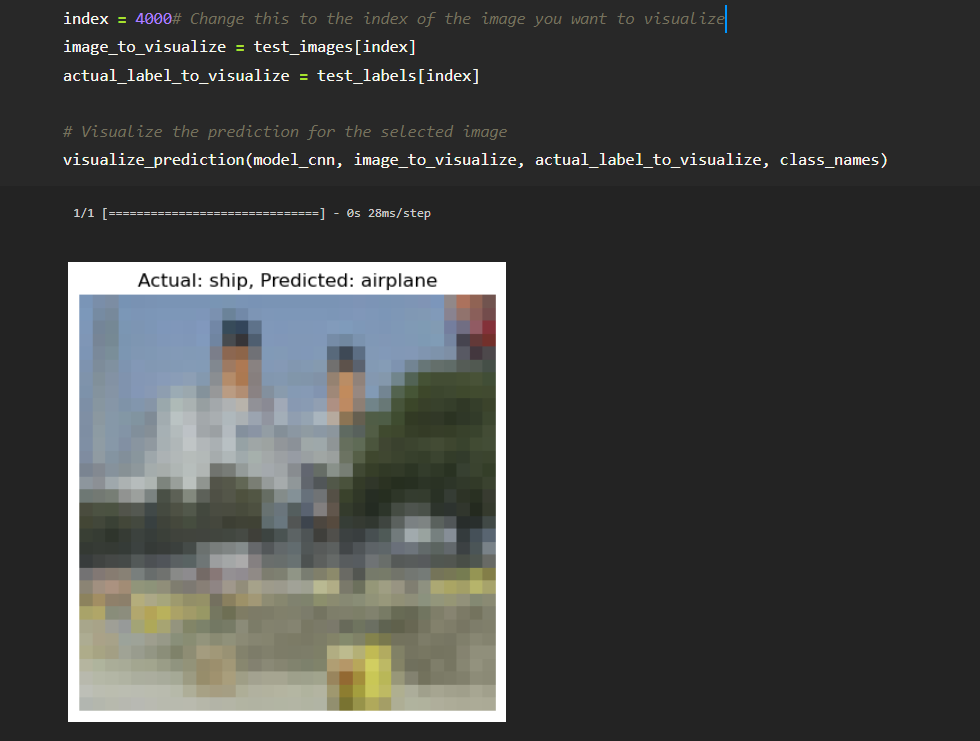 index = 4000# Change this to the index of the image you want to visualize
image_to_visualize = test_images[index]
actual_label_to_visualize = test_labels[index]
# Visualize the prediction for the selected image
visualize_prediction(model_cnn, image_to_visualize, actual_label_to_visualize, class_names)
1/1 [==============================] - 0s 28ms/step
Actual: ship, Predicted: airplane